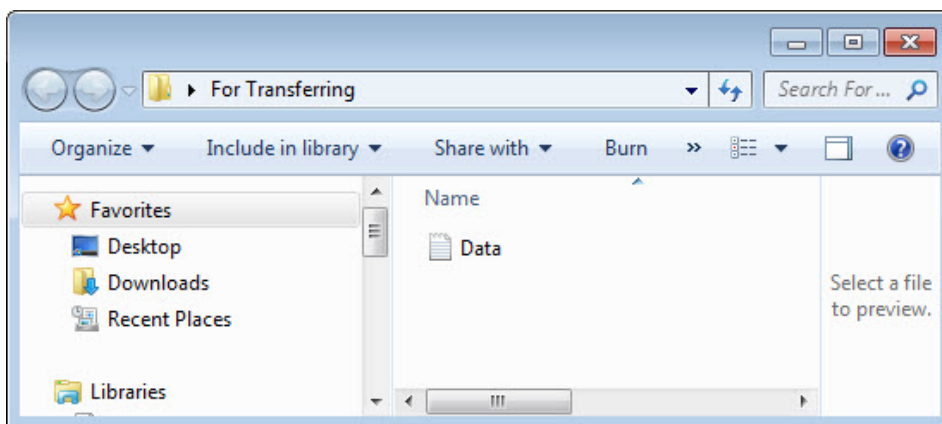 For Transferring
Search For ...
Organize
Include in library
Share with
Burn
»
Favorites
Desktop
Downloads
Recent Places
Libraries
Name
Data
Select a file
to preview.